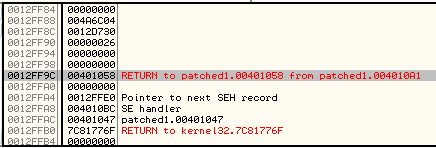 0012FF84 00000000
0012FF88 004A6C04
0012FF8C 0012D730
0012FF90 00000026
0012FF94 00000000
0012FF98 00000000
0012FF9C 00401058 RETURN to patched1.00401058 from patched1.004010A1
0012FFA0 00000000
0012FFA4 0012FFE0 Pointer to next SEH record
0012FFA8 004010BC SE handler
0012FFAC 00401047 patched1.00401047
0012FFB0 7C81776F RETURN to kernel32.7C81776F